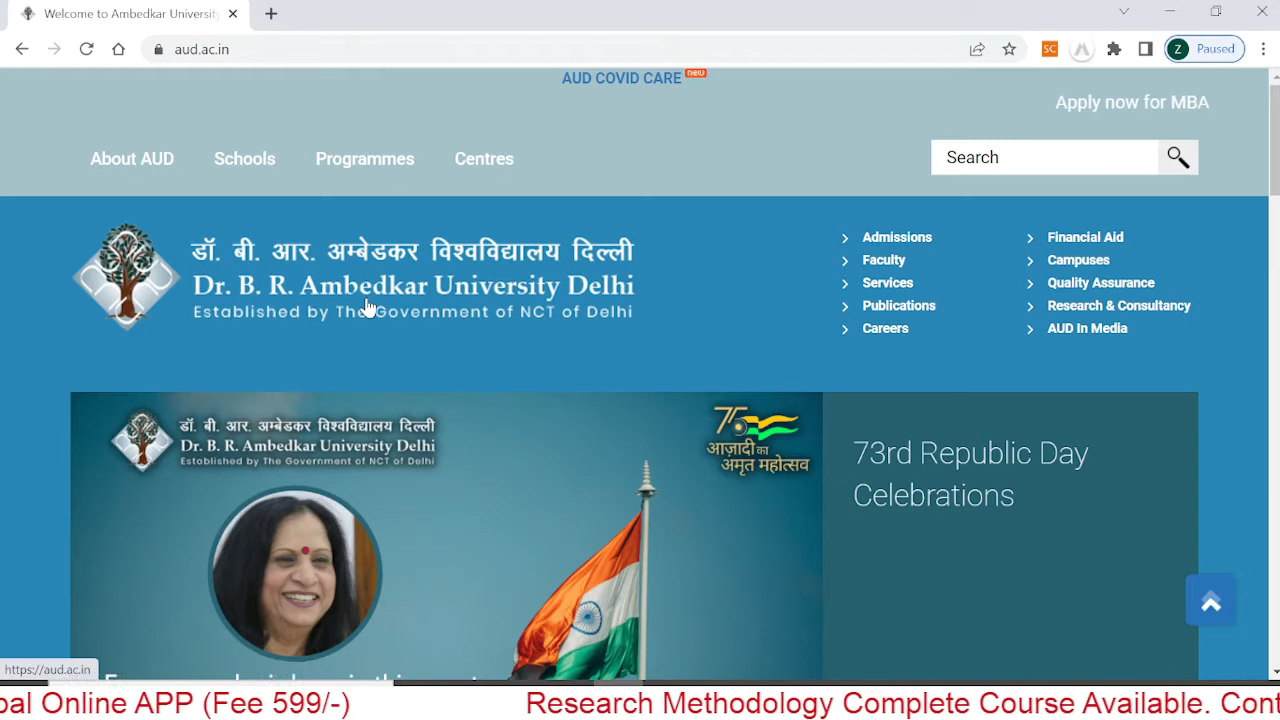 Welcome to Ambedkar University
aud.ac.in
SC
Z
Paused
AUD COVID CARE new
Apply now for MBA
About AUD
Schools
Programmes
Centres
Search
डॉ. बी. आर. अम्बेडकर विश्वविद्यालय दिल्ली
Dr. B. R. Ambedkar University Delhi
Established by The Government of NCT of Delhi
Admissions
Faculty
Services
Publications
Careers
Financial Aid
Campuses
Quality Assurance
Research & Consultancy
AUD In Media
डॉ. बी. आर. अम्बेडकर विश्वविद्यालय दिल्ली
Dr. B. R. Ambedkar University Delhi
Established by The Government of NCT of Delhi
75
आज़ादी का
अमृत महोत्सव
73rd Republic Day
Celebrations
https://aud.ac.in
Online APP (Fee 599/-)
Research Methodology Complete Course Available.